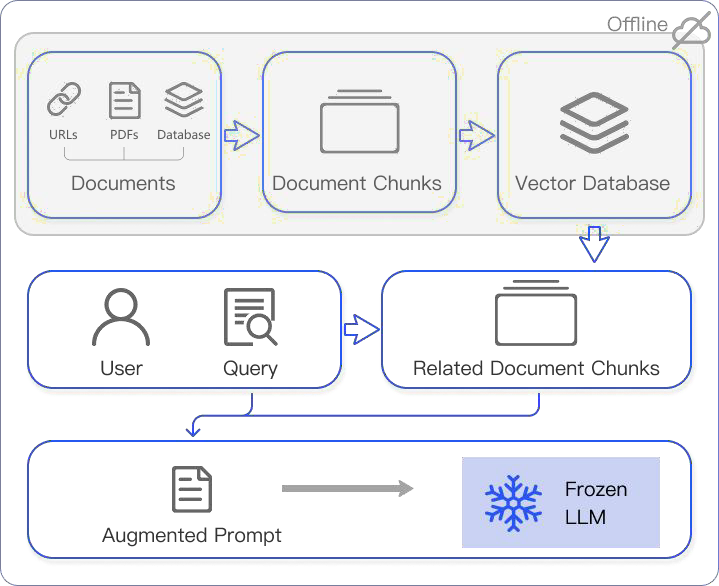 Offline
URLs
PDFs
Database
Documents
Document Chunks
Vector Database
User
Query
Related Document Chunks
Augmented Prompt
Frozen
LLM